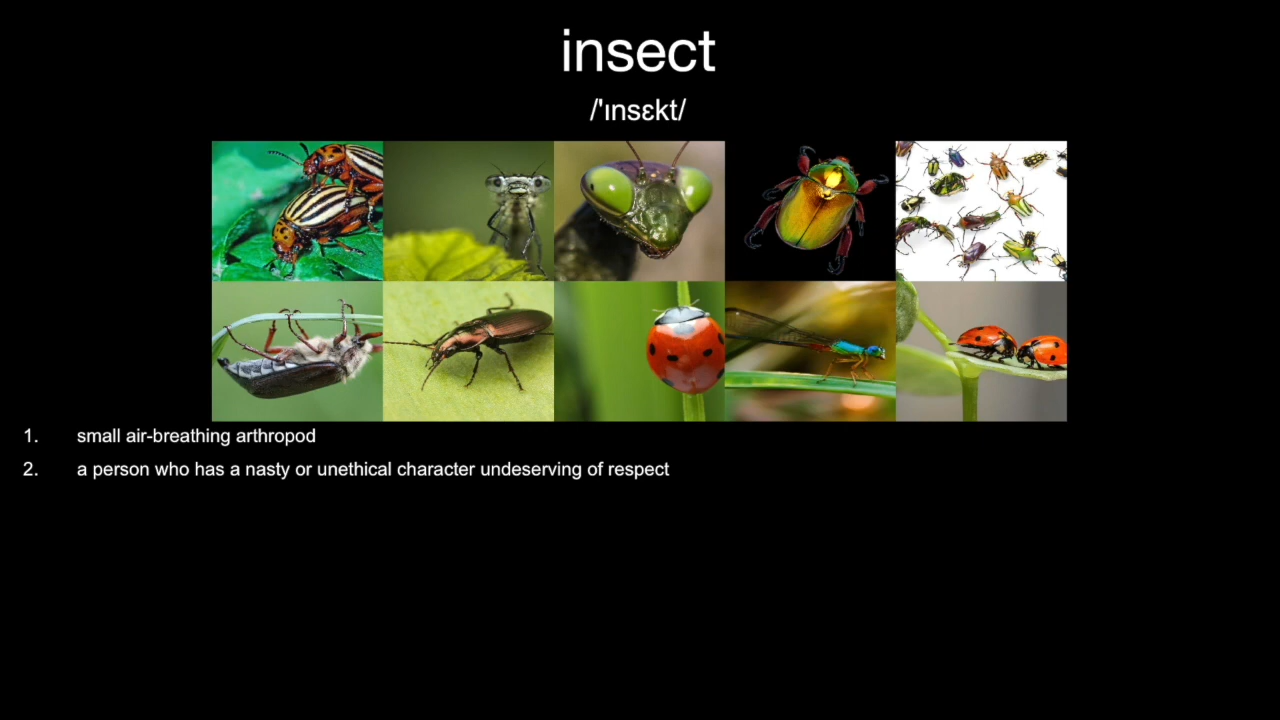 insect
/'ɪnsɛkt/
1. small air-breathing arthropod
2. a person who has a nasty or unethical character undeserving of respect